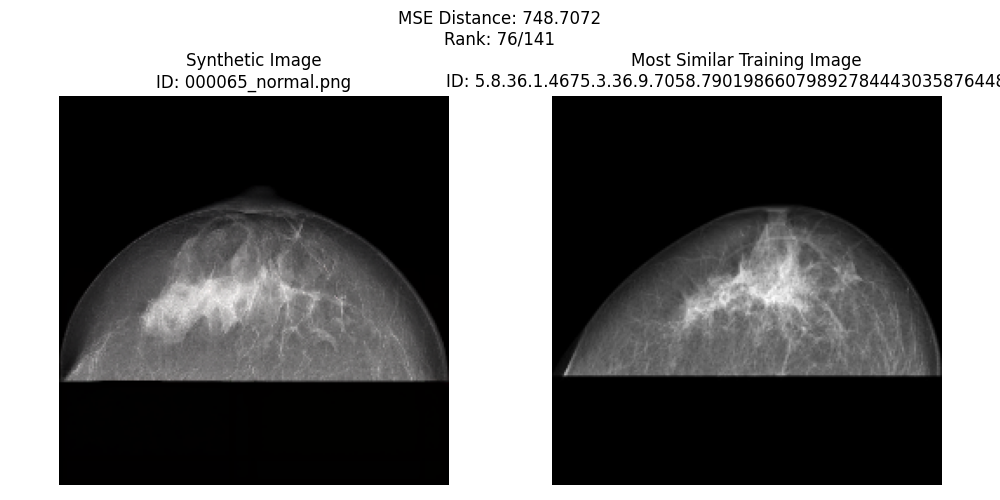 MSE Distance: 748.7072
Rank: 76/141
Synthetic Image
ID: 000065_normal.png
Most Similar Training Image
ID: 5.8.36.1.4675.3.36.9.7058.79019866079892784443035876448